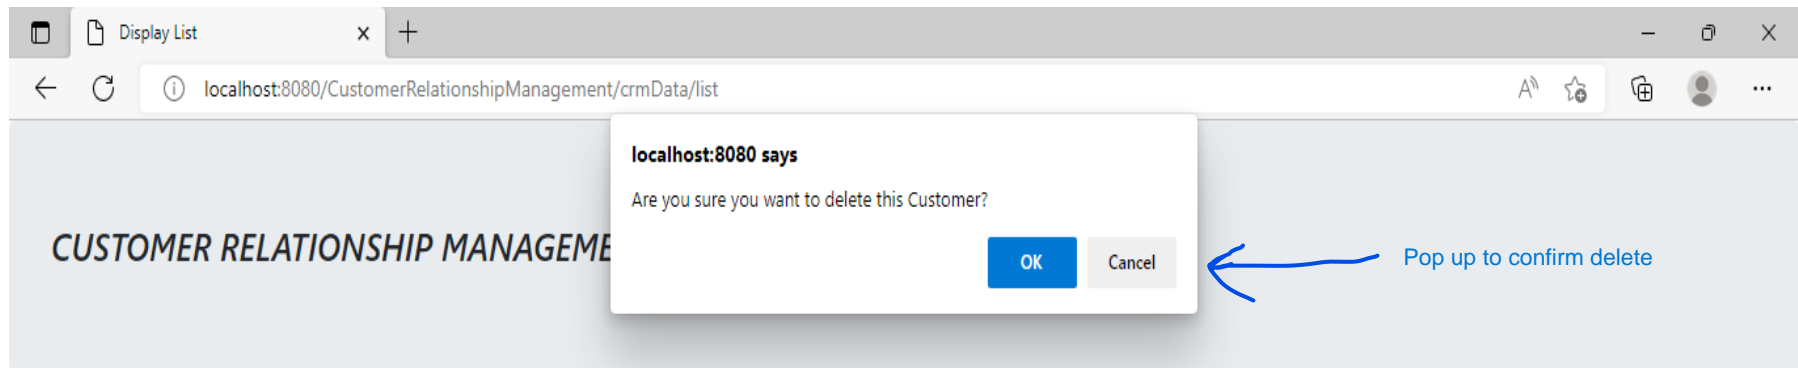 Display List
localhost:8080/CustomerRelationshipManagement/crmData/list
localhost:8080 says
Are you sure you want to delete this Customer?
CUSTOMER RELATIONSHIP MANAGEME
OK Cancel
Pop up to confirm delete